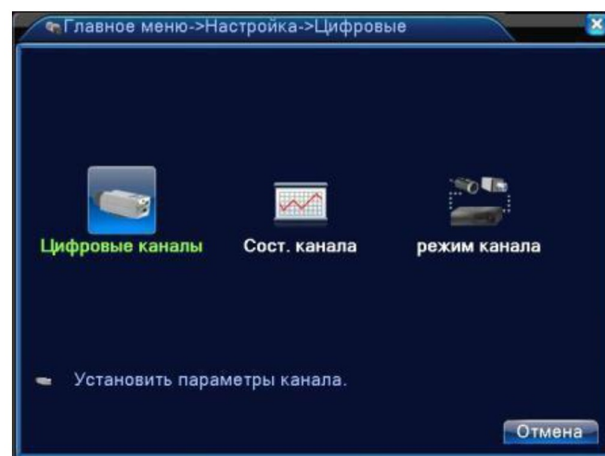 Главное меню->Настройка->Цифровые
Цифровые каналы
Сост. канала
режим канала
Установить параметры канала.
Отмена